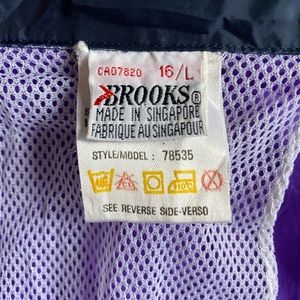 CA07820 16/L
BROOKS®
MADE IN SINGAPORE
FABRIQUE AU SINGAPOUR
STYLE/MODEL: 78535
SEE REVERSE SIDE-VERSO